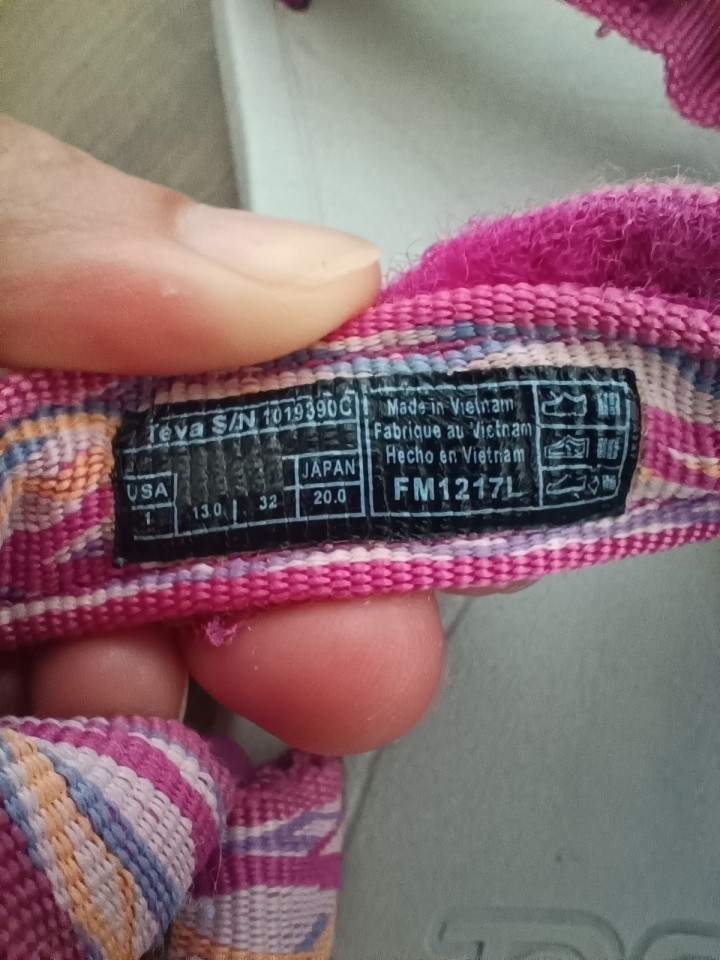 Teva S/N 1019390C
USA JAPAN
1 13.0 32 20.0
Made in Vietnam
Fabrique au Vietnam
Hecho en Vietnam
FM1217L